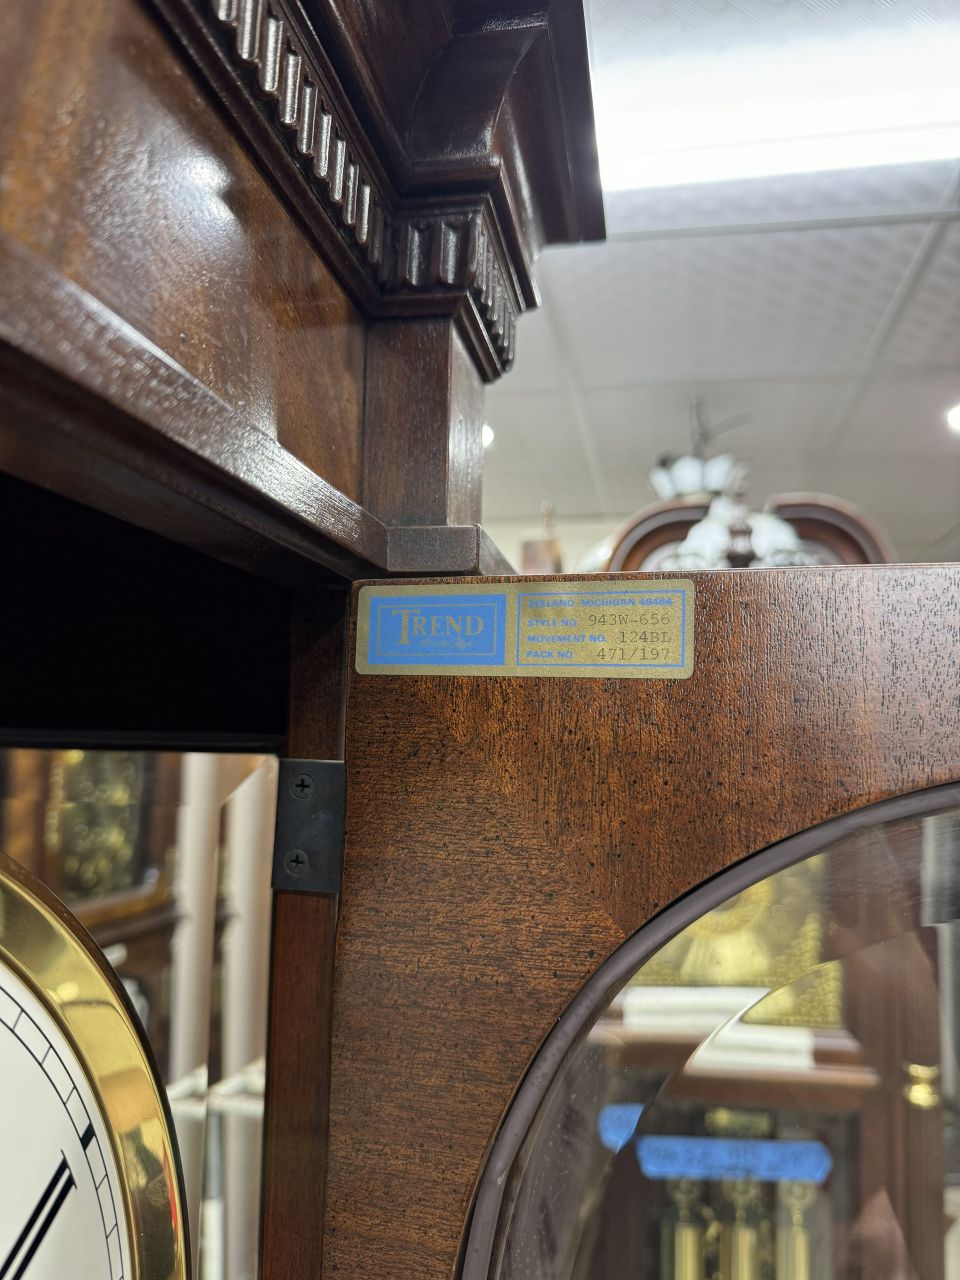 TREND
ZEELAND, MICHIGAN 49464
STYLE NO. 943W-656
MOVEMENT NO. 124BL
PACK NO. 471/197